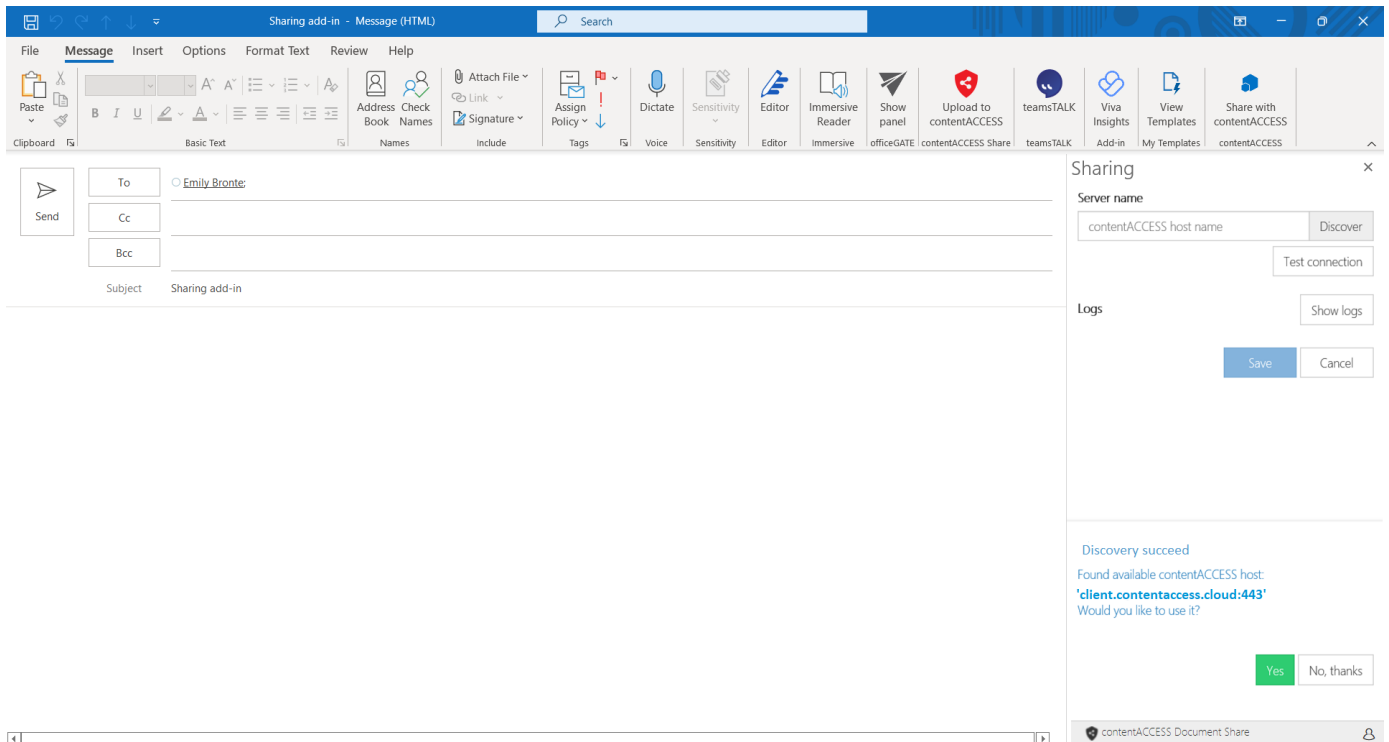 Sharing add-in - Message (HTML)
Search
File Message Insert Options Format Text Review Help
Paste
Clipboard
B I U A
Basic Text
Address Book
Check Names
Names
Attach File
Link
Signature
Include
Assign Policy
Tags
Dictate
Voice
Sensitivity
Sensitivity
Editor
Editor
Immersive Reader
Immersive
Show panel
officeGATE
Upload to contentACCESS
contentACCESS Share
teamsTALK
teamsTALK
Viva Insights
Add-in
View Templates
My Templates
Share with contentACCESS
contentACCESS
Send
To Emily Bronte;
Cc
Bcc
Subject Sharing add-in
Sharing
Server name
contentACCESS host name Discover
Test connection
Logs Show logs
Save Cancel
Discovery succeed
Found available contentACCESS host:
'client.contentaccess.cloud:443'
Would you like to use it?
Yes No, thanks
contentACCESS Document Share